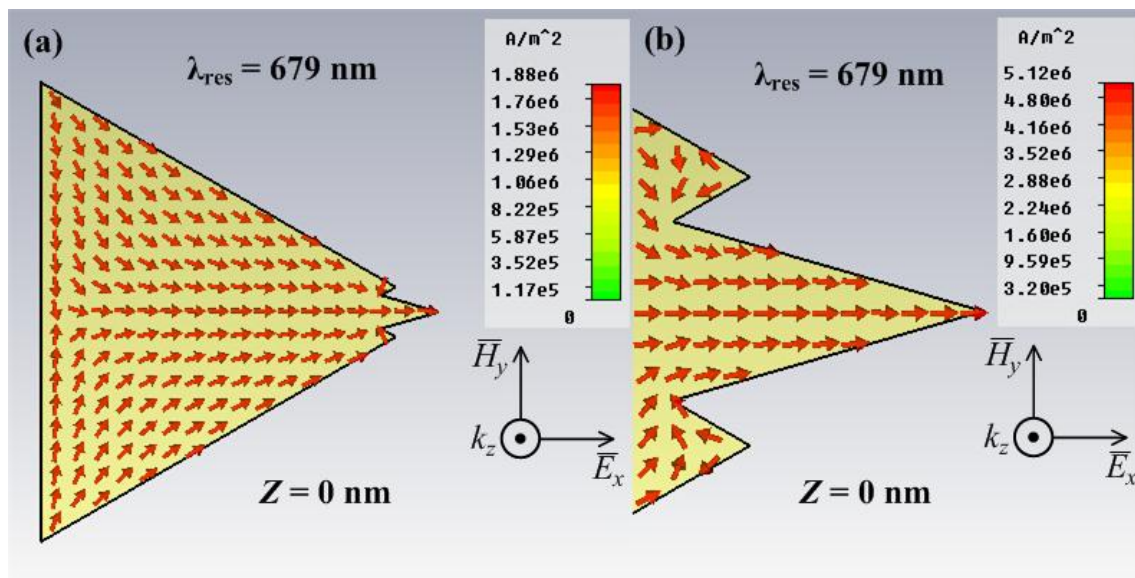 (a)
λres = 679 nm
A/m^2
1.88e6
1.76e6
1.53e6
1.29e6
1.06e6
8.22e5
5.87e5
3.52e5
1.17e5
0
H̅y
kz
E̅x
Z = 0 nm
(b)
λres = 679 nm
A/m^2
5.12e6
4.80e6
4.16e6
3.52e6
2.88e6
2.24e6
1.60e6
9.59e5
3.20e5
0
H̅y
kz
E̅x
Z = 0 nm